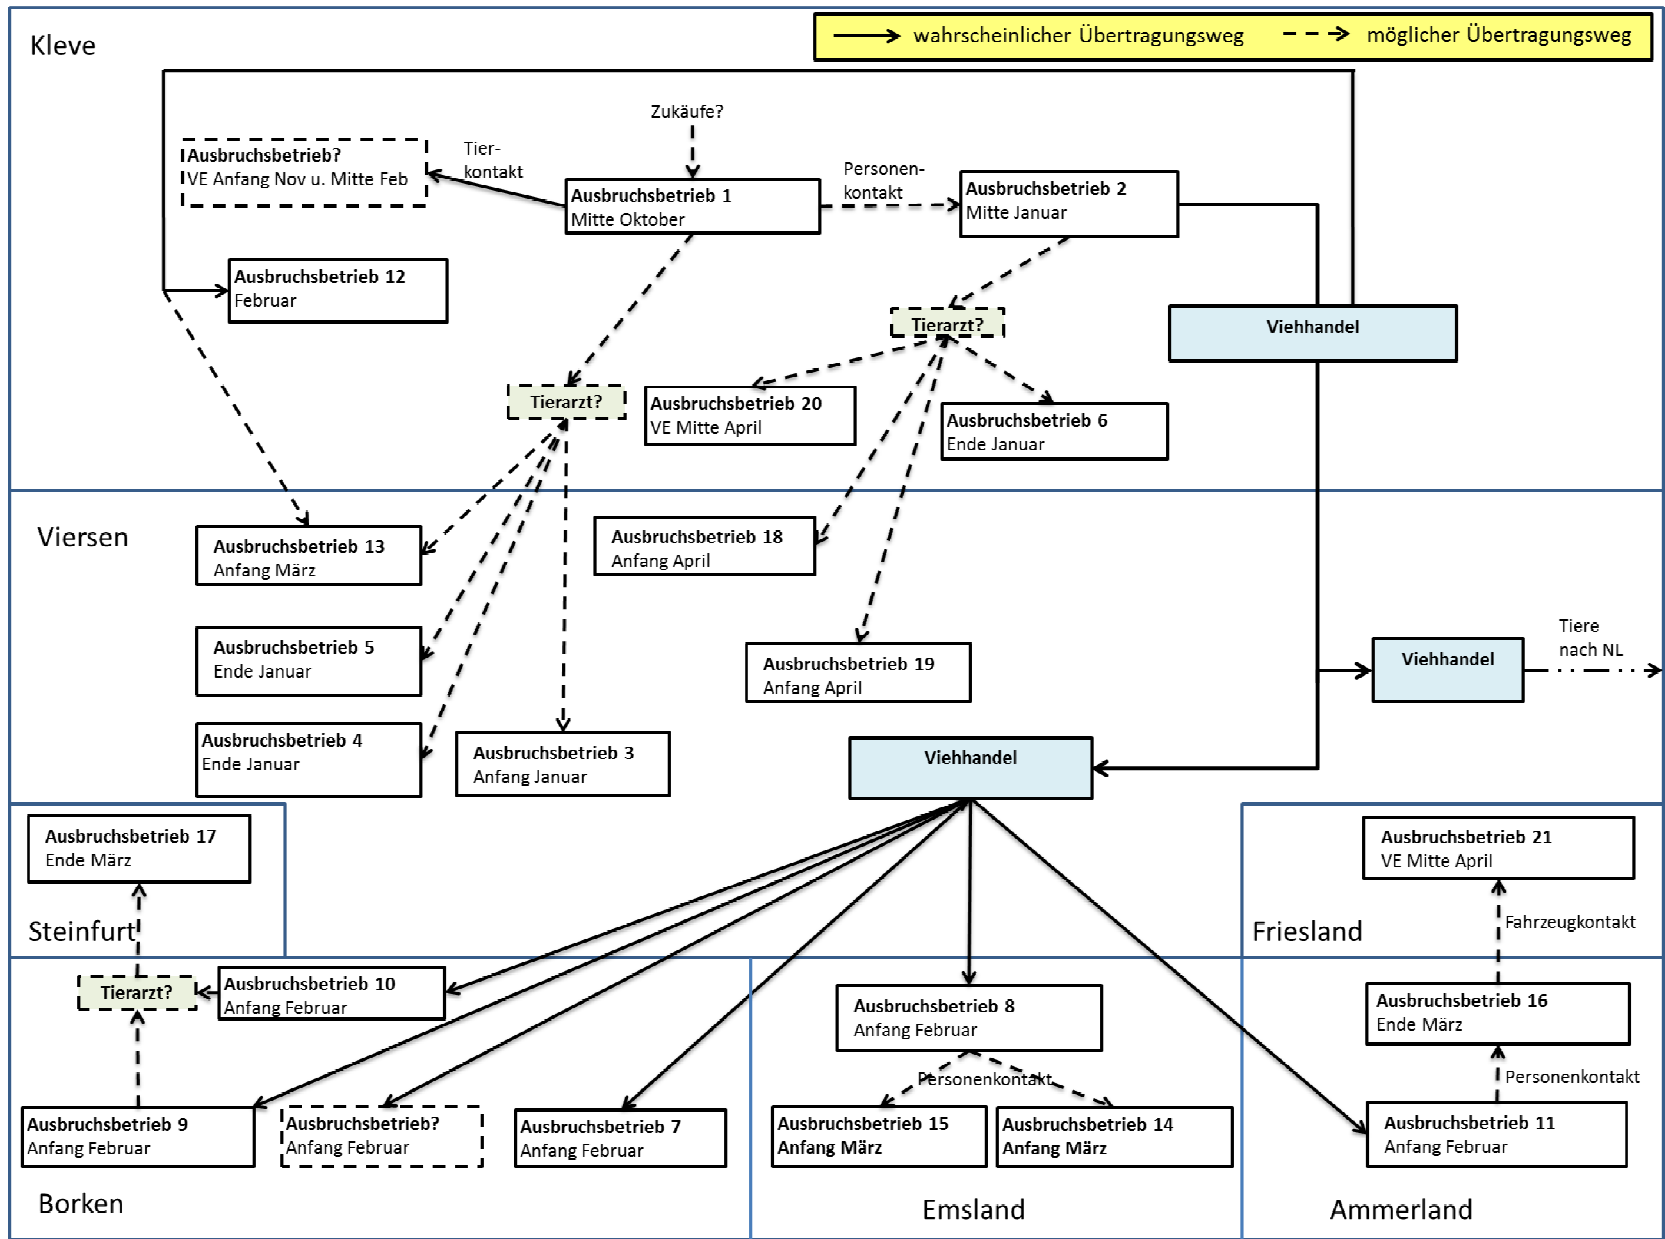 Kleve
wahrscheinlicher Übertragungsweg
möglicher Übertragungsweg
Zukäufe?
Ausbruchsbetrieb?
VE Anfang Nov u. Mitte Feb
Tier-
kontakt
Ausbruchsbetrieb 1
Mitte Oktober
Personen-
kontakt
Ausbruchsbetrieb 2
Mitte Januar
Ausbruchsbetrieb 12
Februar
Tierarzt?
Viehhandel
Tierarzt?
Ausbruchsbetrieb 20
VE Mitte April
Ausbruchsbetrieb 6
Ende Januar
Viersen
Ausbruchsbetrieb 13
Anfang März
Ausbruchsbetrieb 18
Anfang April
Ausbruchsbetrieb 5
Ende Januar
Ausbruchsbetrieb 19
Anfang April
Viehhandel
Tiere
nach NL
Ausbruchsbetrieb 4
Ende Januar
Ausbruchsbetrieb 3
Anfang Januar
Viehhandel
Ausbruchsbetrieb 17
Ende März
Steinfurt
Ausbruchsbetrieb 21
VE Mitte April
Fahrzeugkontakt
Friesland
Tierarzt?
Ausbruchsbetrieb 10
Anfang Februar
Ausbruchsbetrieb 8
Anfang Februar
Personenkontakt
Ausbruchsbetrieb 16
Ende März
Personenkontakt
Ausbruchsbetrieb 9
Anfang Februar
Ausbruchsbetrieb?
Anfang Februar
Ausbruchsbetrieb 7
Anfang Februar
Ausbruchsbetrieb 15
Anfang März
Ausbruchsbetrieb 14
Anfang März
Ausbruchsbetrieb 11
Anfang Februar
Borken
Emsland
Ammerland